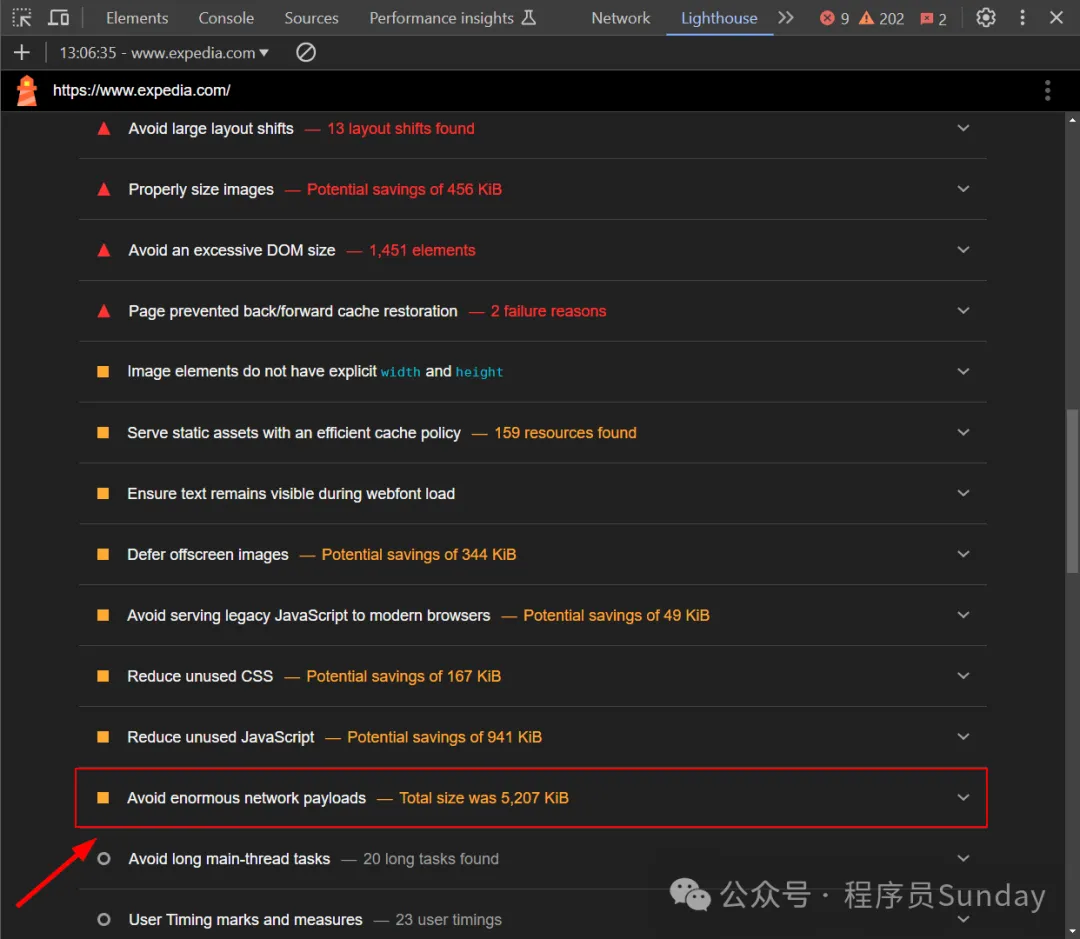 Elements Console Sources Performance insights Network Lighthouse 9 202 2
13:06:35 - www.expedia.com
https://www.expedia.com/
Avoid large layout shifts — 13 layout shifts found
Properly size images — Potential savings of 456 KiB
Avoid an excessive DOM size — 1,451 elements
Page prevented back/forward cache restoration — 2 failure reasons
Image elements do not have explicit width and height
Serve static assets with an efficient cache policy — 159 resources found
Ensure text remains visible during webfont load
Defer offscreen images — Potential savings of 344 KiB
Avoid serving legacy JavaScript to modern browsers — Potential savings of 49 KiB
Reduce unused CSS — Potential savings of 167 KiB
Reduce unused JavaScript — Potential savings of 941 KiB
Avoid enormous network payloads — Total size was 5,207 KiB
Avoid long main-thread tasks — 20 long tasks found
公众号 · 程序员Sunday
User Timing marks and measures — 23 user timings